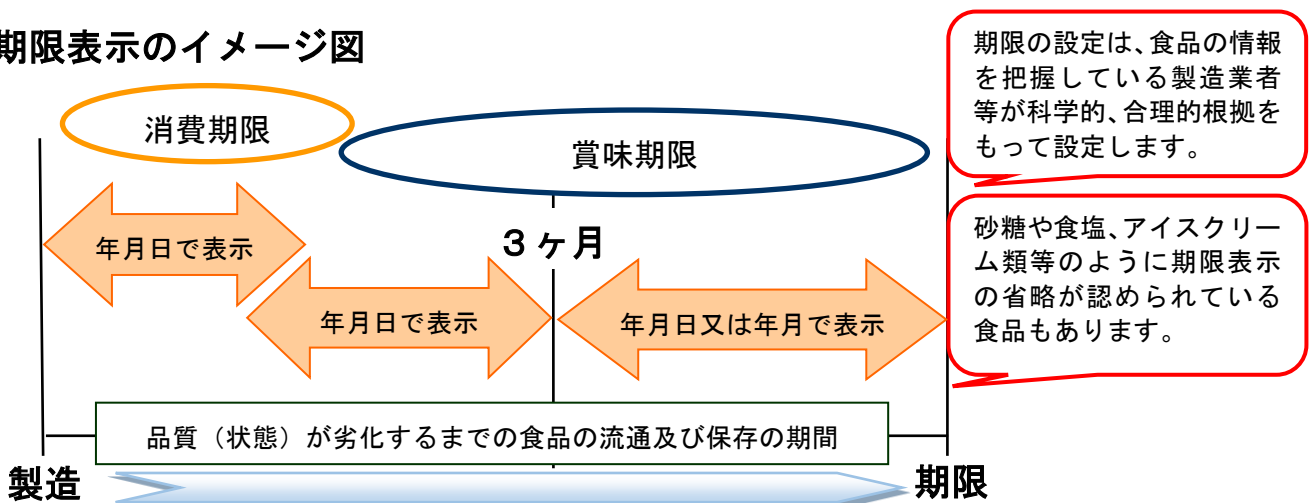 期限表示のイメージ図
消費期限
賞味期限
期限の設定は、食品の情報
を把握している製造業者
等が科学的、合理的根拠を
もって設定します。
年月日で表示
３ヶ月
年月日で表示
年月日又は年月で表示
砂糖や食塩、アイスクリー
ム類等のように期限表示
の省略が認められている
食品もあります。
品質（状態）が劣化するまでの食品の流通及び保存の期間
製造
期限